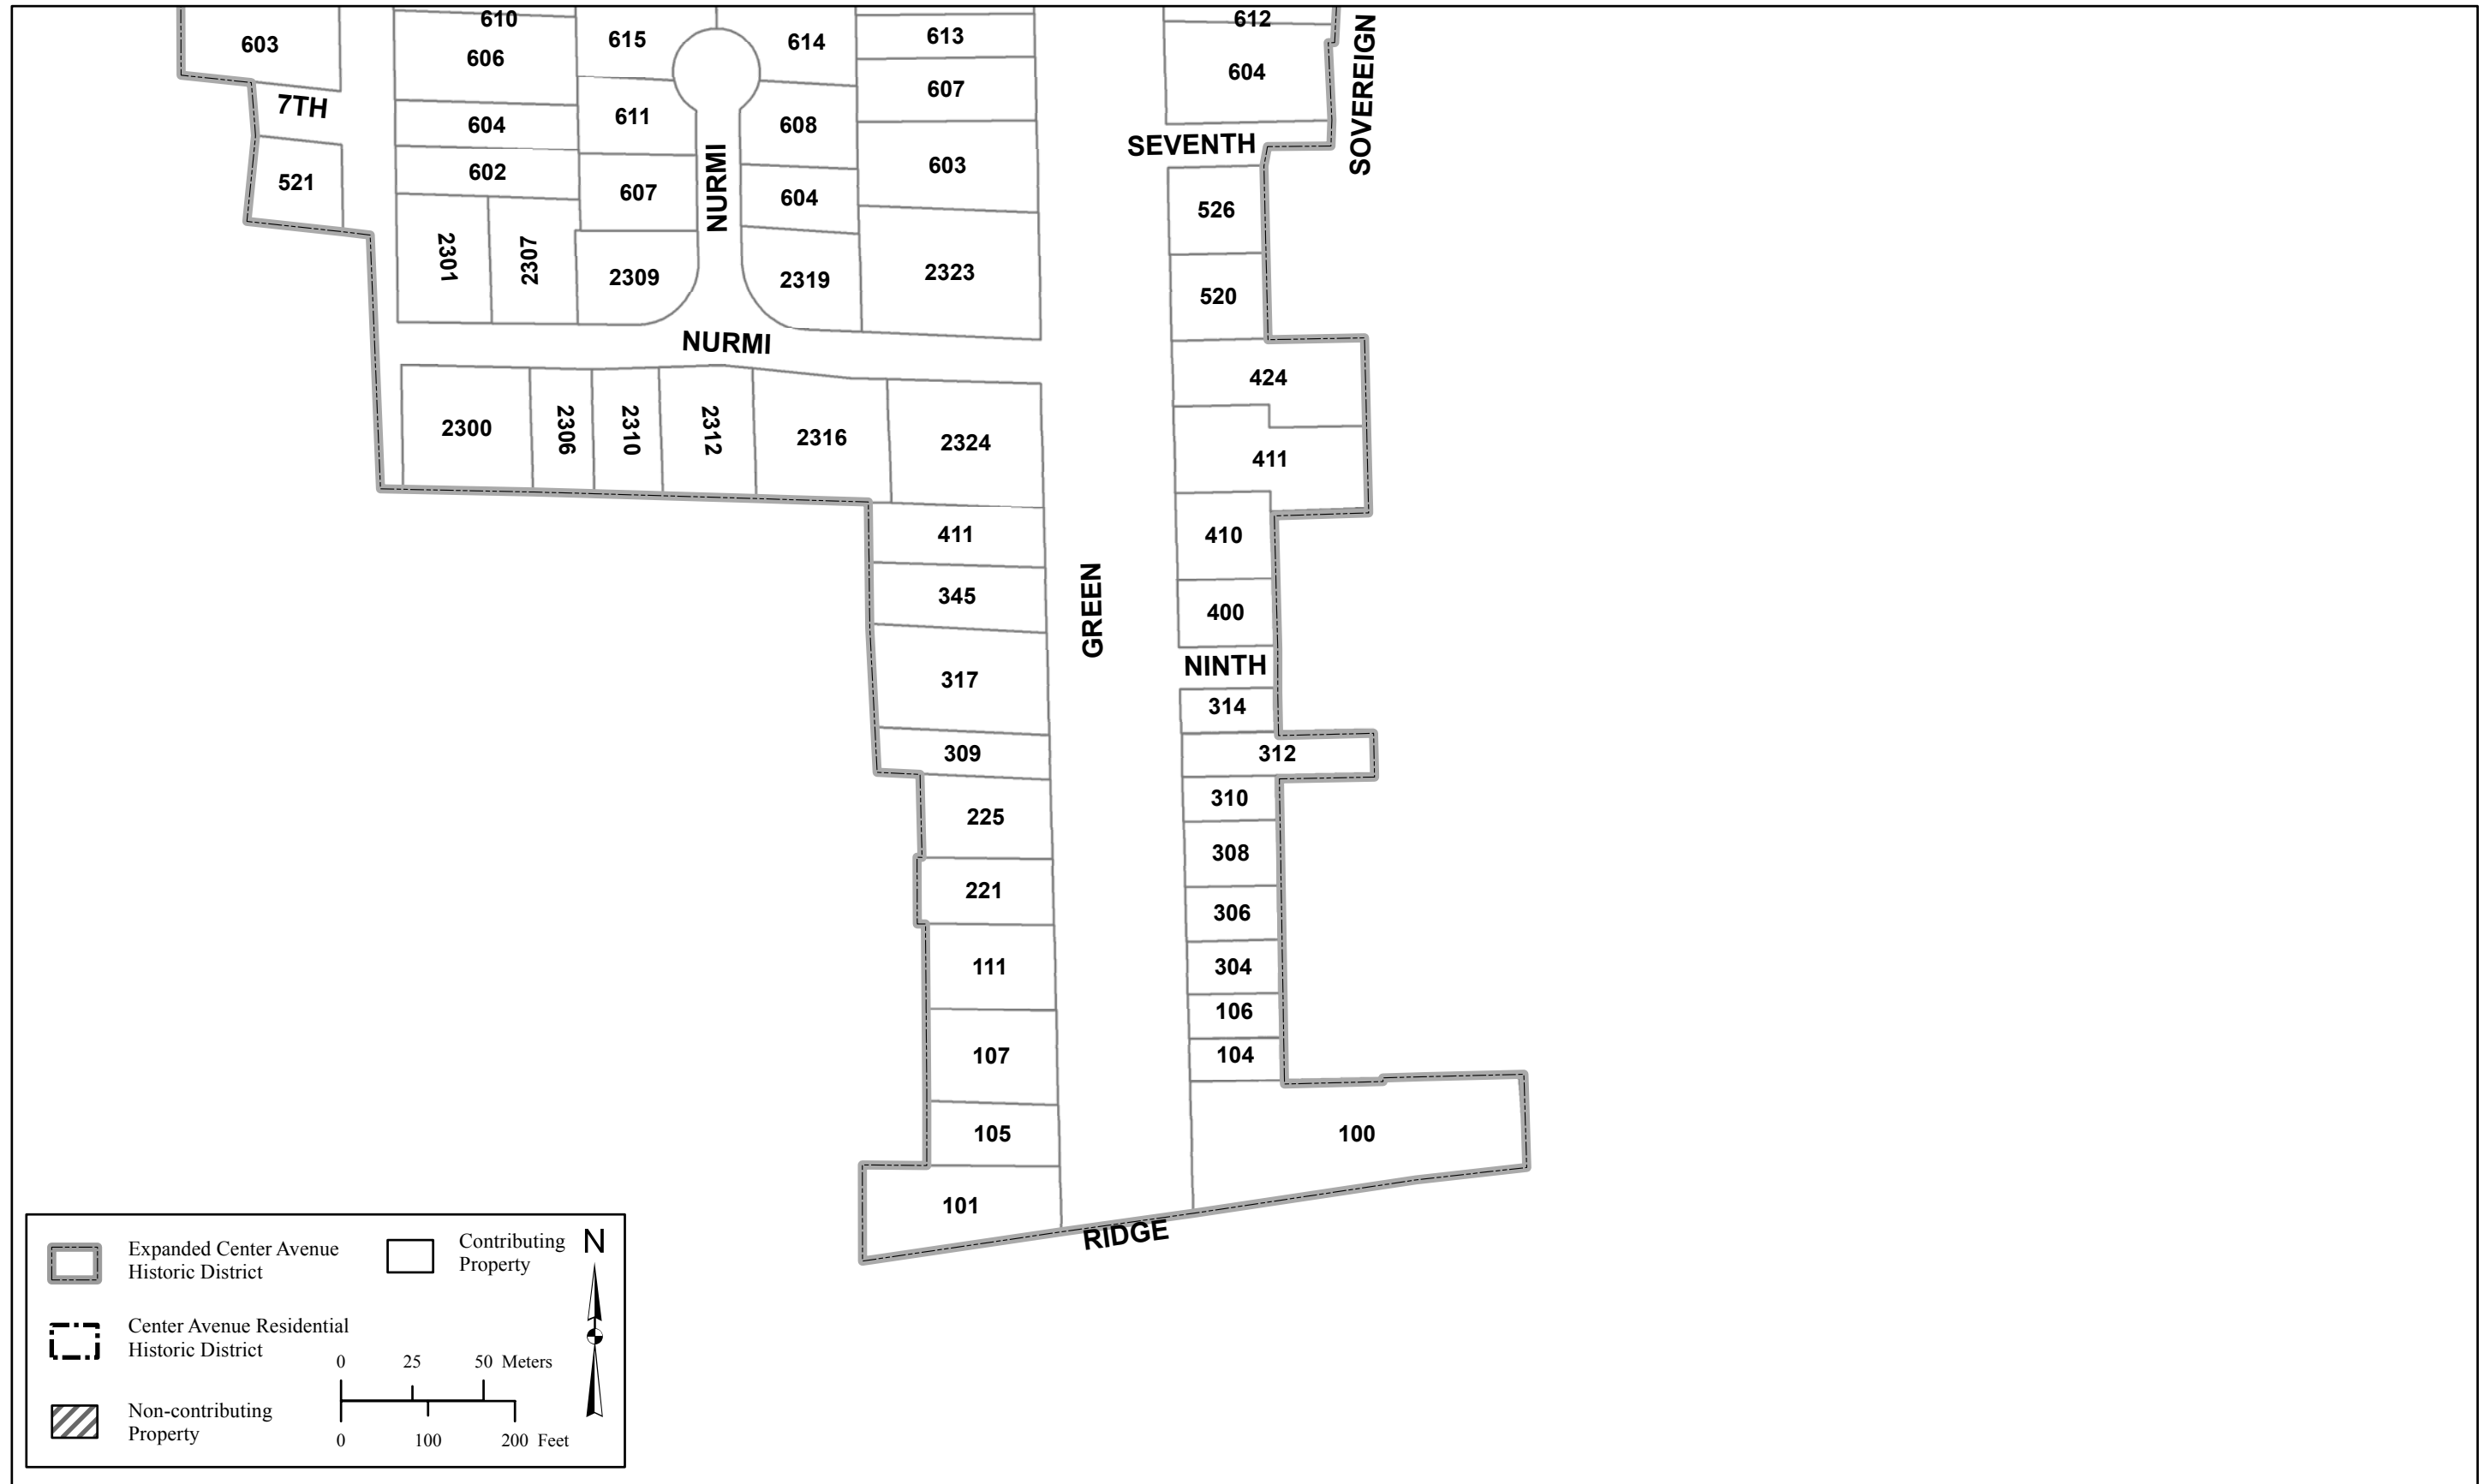 610
612
603
606
615
614
613
604
SOVEREIGN
7TH
604
611
608
607
SEVENTH
521
602
607
NURMI
604
603
526
2301
2307
2309
2319
2323
520
NURMI
424
2300
2306
2310
2312
2316
2324
411
411
410
345
GREEN
400
317
NINTH
314
309
312
225
310
308
221
306
111
304
106
107
104
105
100
101
RIDGE
Expanded Center Avenue
Historic District
Contributing
Property
N
Center Avenue Residential
Historic District
0 25 50 Meters
Non-contributing
Property
0 100 200 Feet